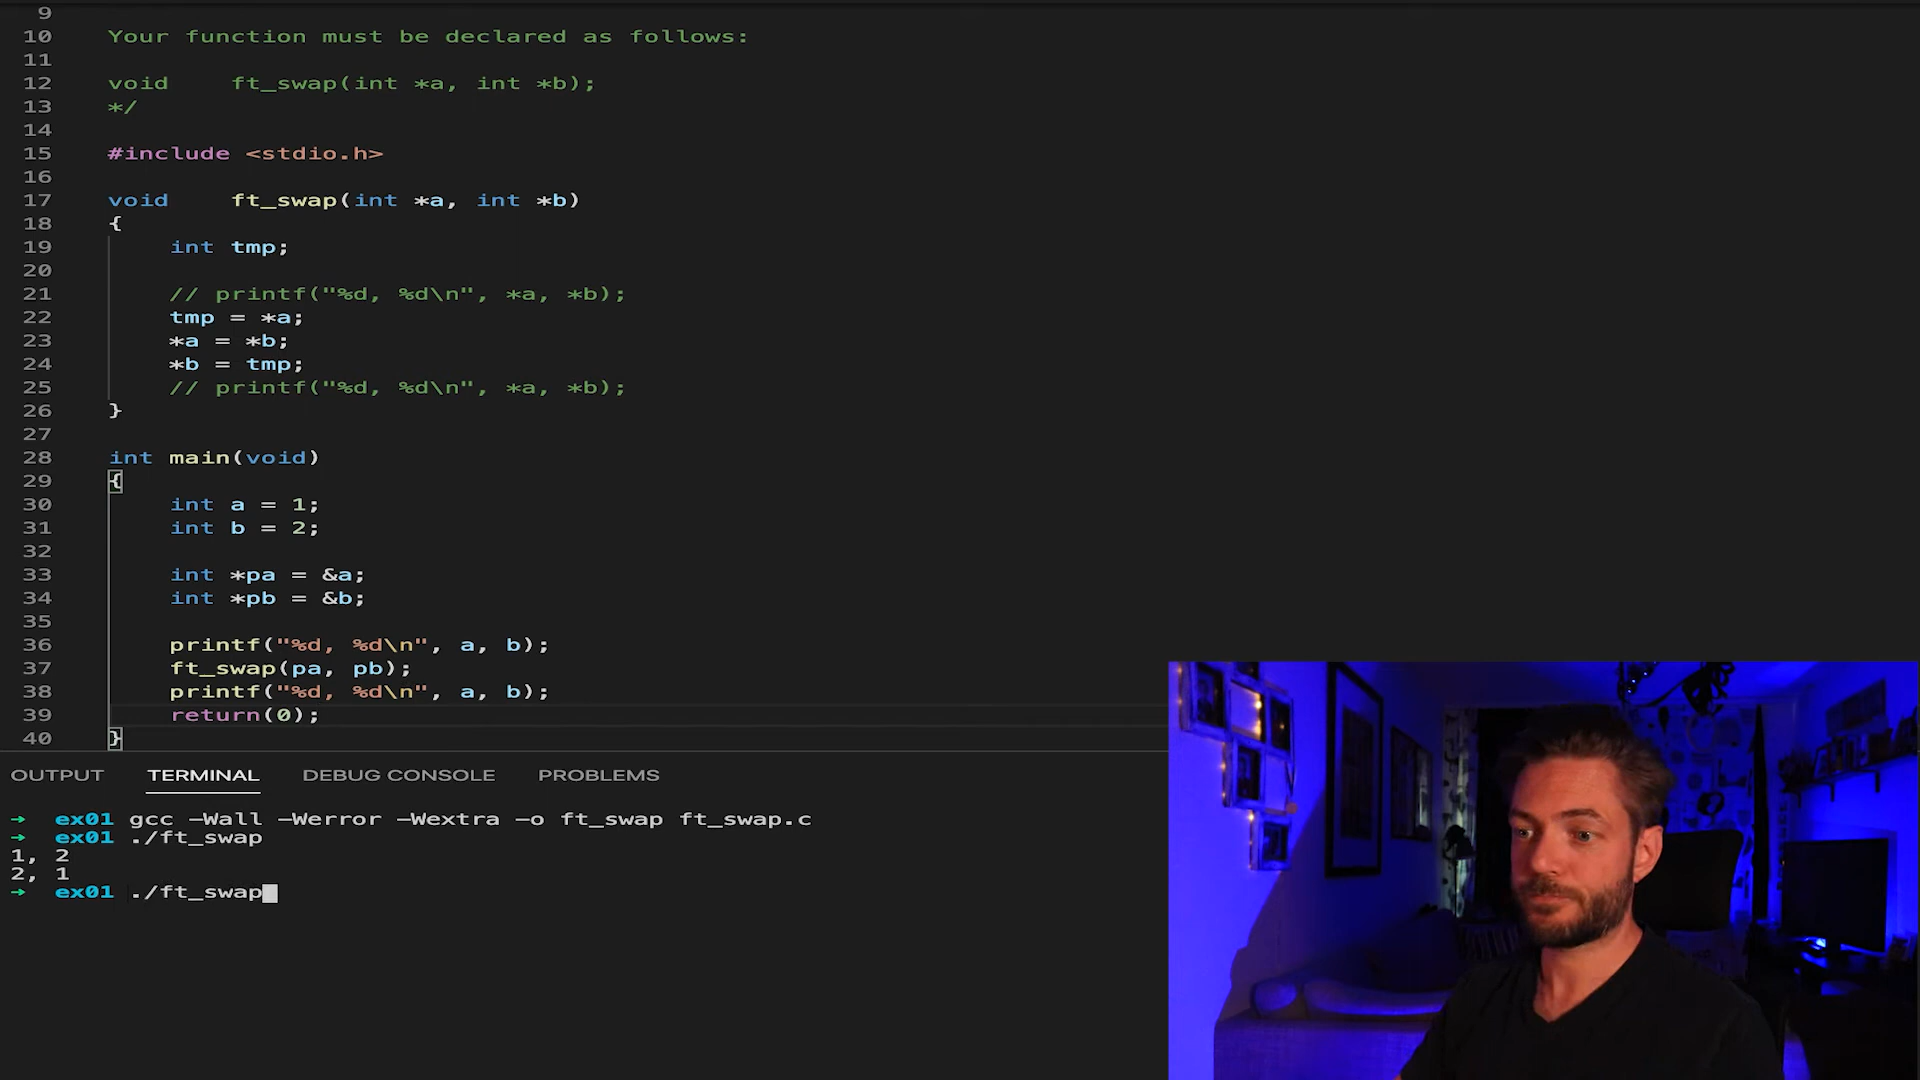 9
10 Your function must be declared as follows:
11
12 void    ft_swap(int *a, int *b);
13 */
14
15 #include <stdio.h>
16
17 void    ft_swap(int *a, int *b)
18 {
19     int tmp;
20
21     // printf("%d, %d\n", *a, *b);
22     tmp = *a;
23     *a = *b;
24     *b = tmp;
25     // printf("%d, %d\n", *a, *b);
26 }
27
28 int main(void)
29 {
30     int a = 1;
31     int b = 2;
32
33     int *pa = &a;
34     int *pb = &b;
35
36     printf("%d, %d\n", a, b);
37     ft_swap(pa, pb);
38     printf("%d, %d\n", a, b);
39     return(0);
40 }
OUTPUT TERMINAL DEBUG CONSOLE PROBLEMS
→ ex01 gcc –Wall –Werror –Wextra –o ft_swap ft_swap.c
→ ex01 ./ft_swap
1, 2
2, 1
→ ex01 ./ft_swap